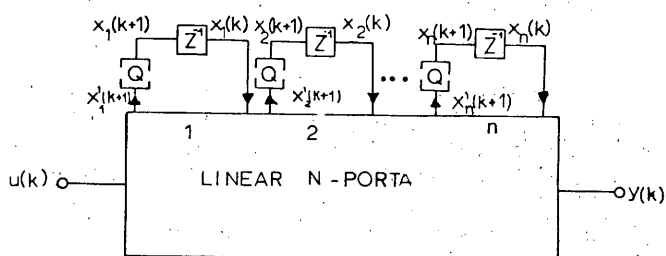 x₁(k+1) Z⁻¹ x₁(k) x₂(k+1) Z⁻¹ x₂(k) xₙ(k+1) Z⁻¹ xₙ(k)
Q Q ... Q
x'₁(k+1) x'₂(k+1) x'ₙ(k+1)
1 2 n
u(k) LINEAR N-PORTA y(k)